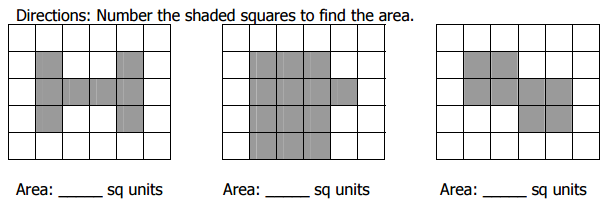 Directions: Number the shaded squares to find the area.
Area: _____ sq units
Area: _____ sq units
Area: _____ sq units